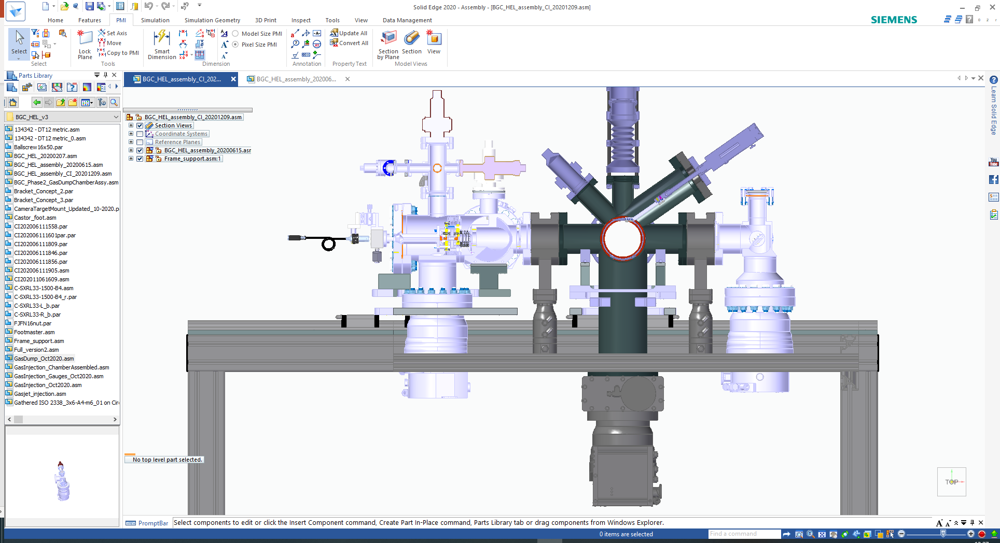 Solid Edge 2020 - Assembly - [BGC_HEL_assembly_CI_20201209.asm]
Home Features PMI Simulation Simulation Geometry 3D Print Inspect Tools View Data Management
SIEMENS
Select
Select
Lock Plane
Set Axis
Move
Copy to PMI
Tools
Smart Dimension
Model Size PMI
Pixel Size PMI
Dimension
Annotation
Update All
Convert All
Property Text
Section by Plane
Section
View
Model Views
Parts Library
BGC_HEL_assembly_CI_202...
BGC_HEL_assembly_202006...
BGC_HEL_v3
134342 - DT12 metric.asm
134342 - DT12 metric_0.asm
Ballscrew16x50.par
BGC_HEL_20200207.asm
BGC_HEL_assembly_20200615.asm
BGC_HEL_assembly_CI_20201209.asm
BGC_Phase2_GasDumpChamberAssy.asm
Bracket_Concept_2.par
Bracket_Concept_3.par
CameraTargetMount_Updated_10-2020.p
Castor_foot.asm
CI202006111558.par
CI202006111601par.par
CI202006111809.par
CI202006111846.par
CI202006111856.par
CI202006111905.asm
CI202011061609.asm
C-SXRL33-1500-B4.asm
C-SXRL33-1500-B4_r.par
C-SXRL33-L_b.par
C-SXRL33-R_b.par
FJFN16nut.par
Footmaster.asm
Frame_support.asm
Full_version2.asm
GasDump_Oct2020.asm
GasInjection_ChamberAssembled.asm
GasInjection_Gauges_Oct2020.asm
GasInjection_Oct2020.asm
Gasjet_injection.asm
Gathered ISO 2338_3x6-A4-m6_01 on Cir
BGC_HEL_assembly_CI_20201209.asm
Section Views
Coordinate Systems
Reference Planes
BGC_HEL_assembly_20200615.asm
Frame_support.asm:1
No top level part selected.
TOP
Learn Solid Edge
You Tube
PromptBar
Select components to edit or click the Insert Component command, Create Part In-Place command, Parts Library tab or drag components from Windows Explorer.
0 items are selected
Find a command